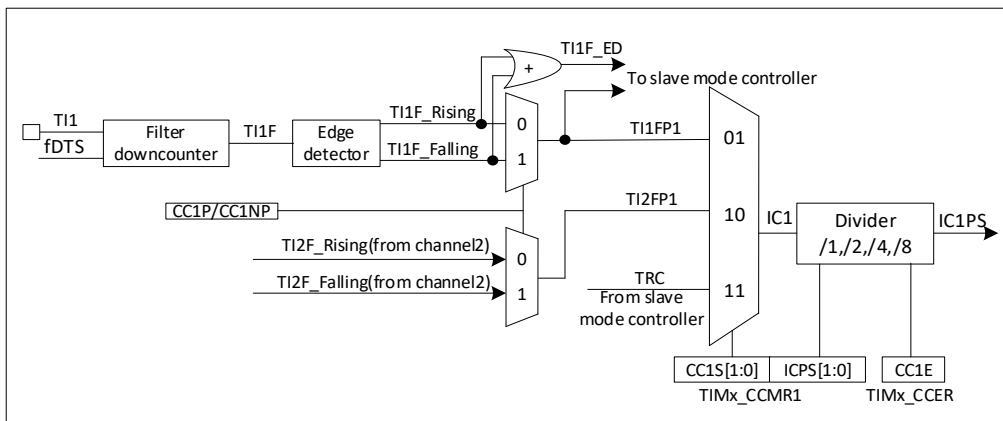 TI1F_ED
+
To slave mode controller
TI1F_Rising
TI1
fDTS
Filter
downcounter
TI1F
Edge
detector
TI1F_Falling
0
1
TI1FP1
01
CC1P/CC1NP
TI2FP1
10
IC1
Divider
/1,/2,/4,/8
IC1PS
TI2F_Rising(from channel2)
0
TI2F_Falling(from channel2)
1
TRC
From slave
mode controller
11
CC1S[1:0]
ICPS[1:0]
CC1E
TIMx_CCMR1
TIMx_CCER